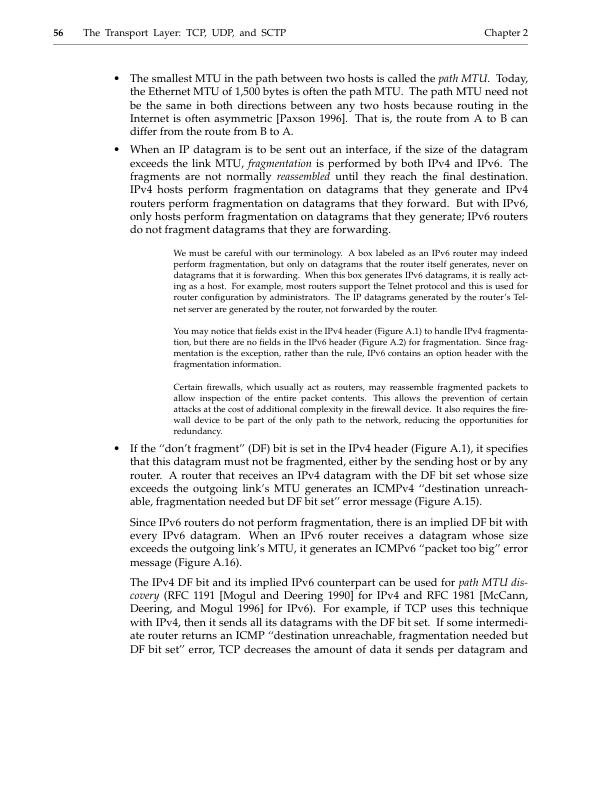 56 The Transport Layer: TCP, UDP, and SCTP Chapter 2
• The smallest MTU in the path between two hosts is called the path MTU. Today,
the Ethernet MTU of 1,500 bytes is often the path MTU. The path MTU need not
be the same in both directions between any two hosts because routing in the
Internet is often asymmetric [Paxson 1996]. That is, the route from A to B can
differ from the route from B to A.
• When an IP datagram is to be sent out an interface, if the size of the datagram
exceeds the link MTU, fragmentation is performed by both IPv4 and IPv6. The
fragments are not normally reassembled until they reach the final destination.
IPv4 hosts perform fragmentation on datagrams that they generate and IPv4
routers perform fragmentation on datagrams that they forward. But with IPv6,
only hosts perform fragmentation on datagrams that they generate; IPv6 routers
do not fragment datagrams that they are forwarding.
We must be careful with our terminology. A box labeled as an IPv6 router may indeed
perform fragmentation, but only on datagrams that the router itself generates, never on
datagrams that it is forwarding. When this box generates IPv6 datagrams, it is really act-
ing as a host. For example, most routers support the Telnet protocol and this is used for
router configuration by administrators. The IP datagrams generated by the router's Tel-
net server are generated by the router, not forwarded by the router.
You may notice that fields exist in the IPv4 header (Figure A.1) to handle IPv4 fragmenta-
tion, but there are no fields in the IPv6 header (Figure A.2) for fragmentation. Since frag-
mentation is the exception, rather than the rule, IPv6 contains an option header with the
fragmentation information.
Certain firewalls, which usually act as routers, may reassemble fragmented packets to
allow inspection of the entire packet contents. This allows the prevention of certain
attacks at the cost of additional complexity in the firewall device. It also requires the fire-
wall device to be part of the only path to the network, reducing the opportunities for
redundancy.
• If the "don't fragment" (DF) bit is set in the IPv4 header (Figure A.1), it specifies
that this datagram must not be fragmented, either by the sending host or by any
router. A router that receives an IPv4 datagram with the DF bit set whose size
exceeds the outgoing link's MTU generates an ICMPv4 "destination unreach-
able, fragmentation needed but DF bit set" error message (Figure A.15).
Since IPv6 routers do not perform fragmentation, there is an implied DF bit with
every IPv6 datagram. When an IPv6 router receives a datagram whose size
exceeds the outgoing link's MTU, it generates an ICMPv6 "packet too big" error
message (Figure A.16).
The IPv4 DF bit and its implied IPv6 counterpart can be used for path MTU dis-
covery (RFC 1191 [Mogul and Deering 1990] for IPv4 and RFC 1981 [McCann,
Deering, and Mogul 1996] for IPv6). For example, if TCP uses this technique
with IPv4, then it sends all its datagrams with the DF bit set. If some intermedi-
ate router returns an ICMP "destination unreachable, fragmentation needed but
DF bit set" error, TCP decreases the amount of data it sends per datagram and